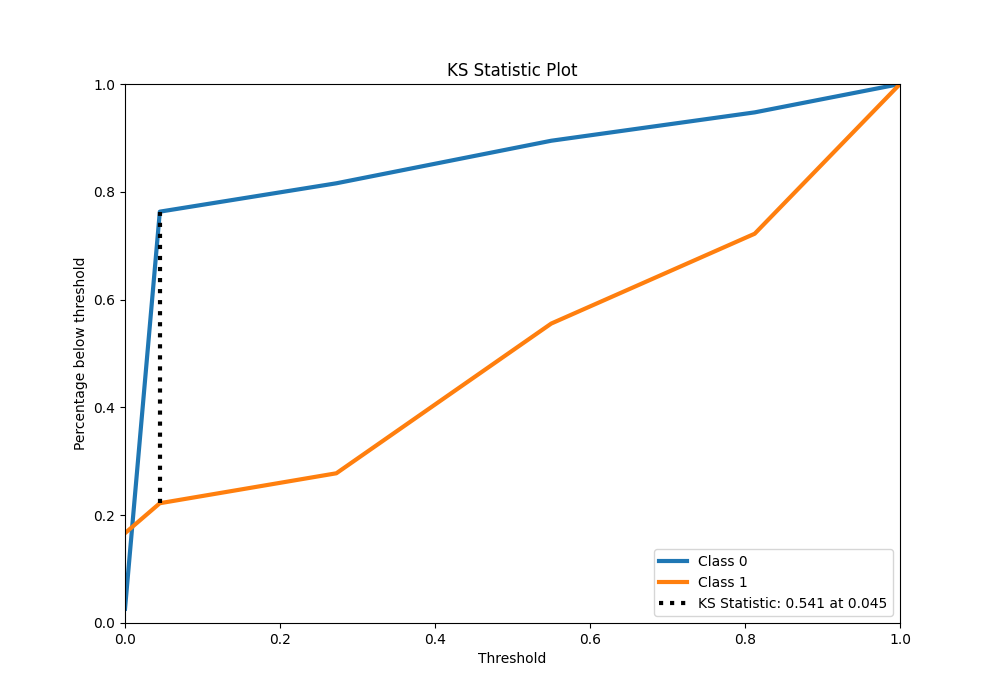 KS Statistic Plot
1.0
0.8
0.6
0.4
0.2
0.0
Percentage below threshold
0.0 0.2 0.4 0.6 0.8 1.0
Threshold
Class 0
Class 1
KS Statistic: 0.541 at 0.045